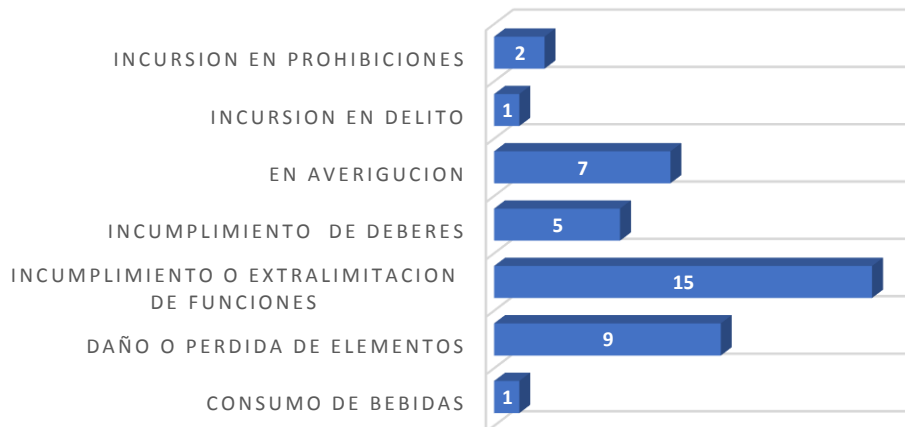 INCURSION EN PROHIBICIONES
2
INCURSION EN DELITO
1
EN AVERIGUCION
7
INCUMPLIMIENTO DE DEBERES
5
INCUMPLIMIENTO O EXTRALIMITACION
DE FUNCIONES
15
DAÑO O PERDIDA DE ELEMENTOS
9
CONSUMO DE BEBIDAS
1